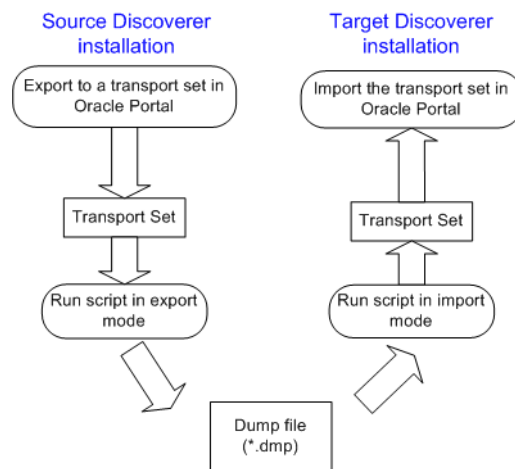 Source Discoverer
installation
Export to a transport set in
Oracle Portal
Transport Set
Run script in export
mode
Dump file
(*.dmp)
Target Discoverer
installation
Import the transport set in
Oracle Portal
Transport Set
Run script in import
mode